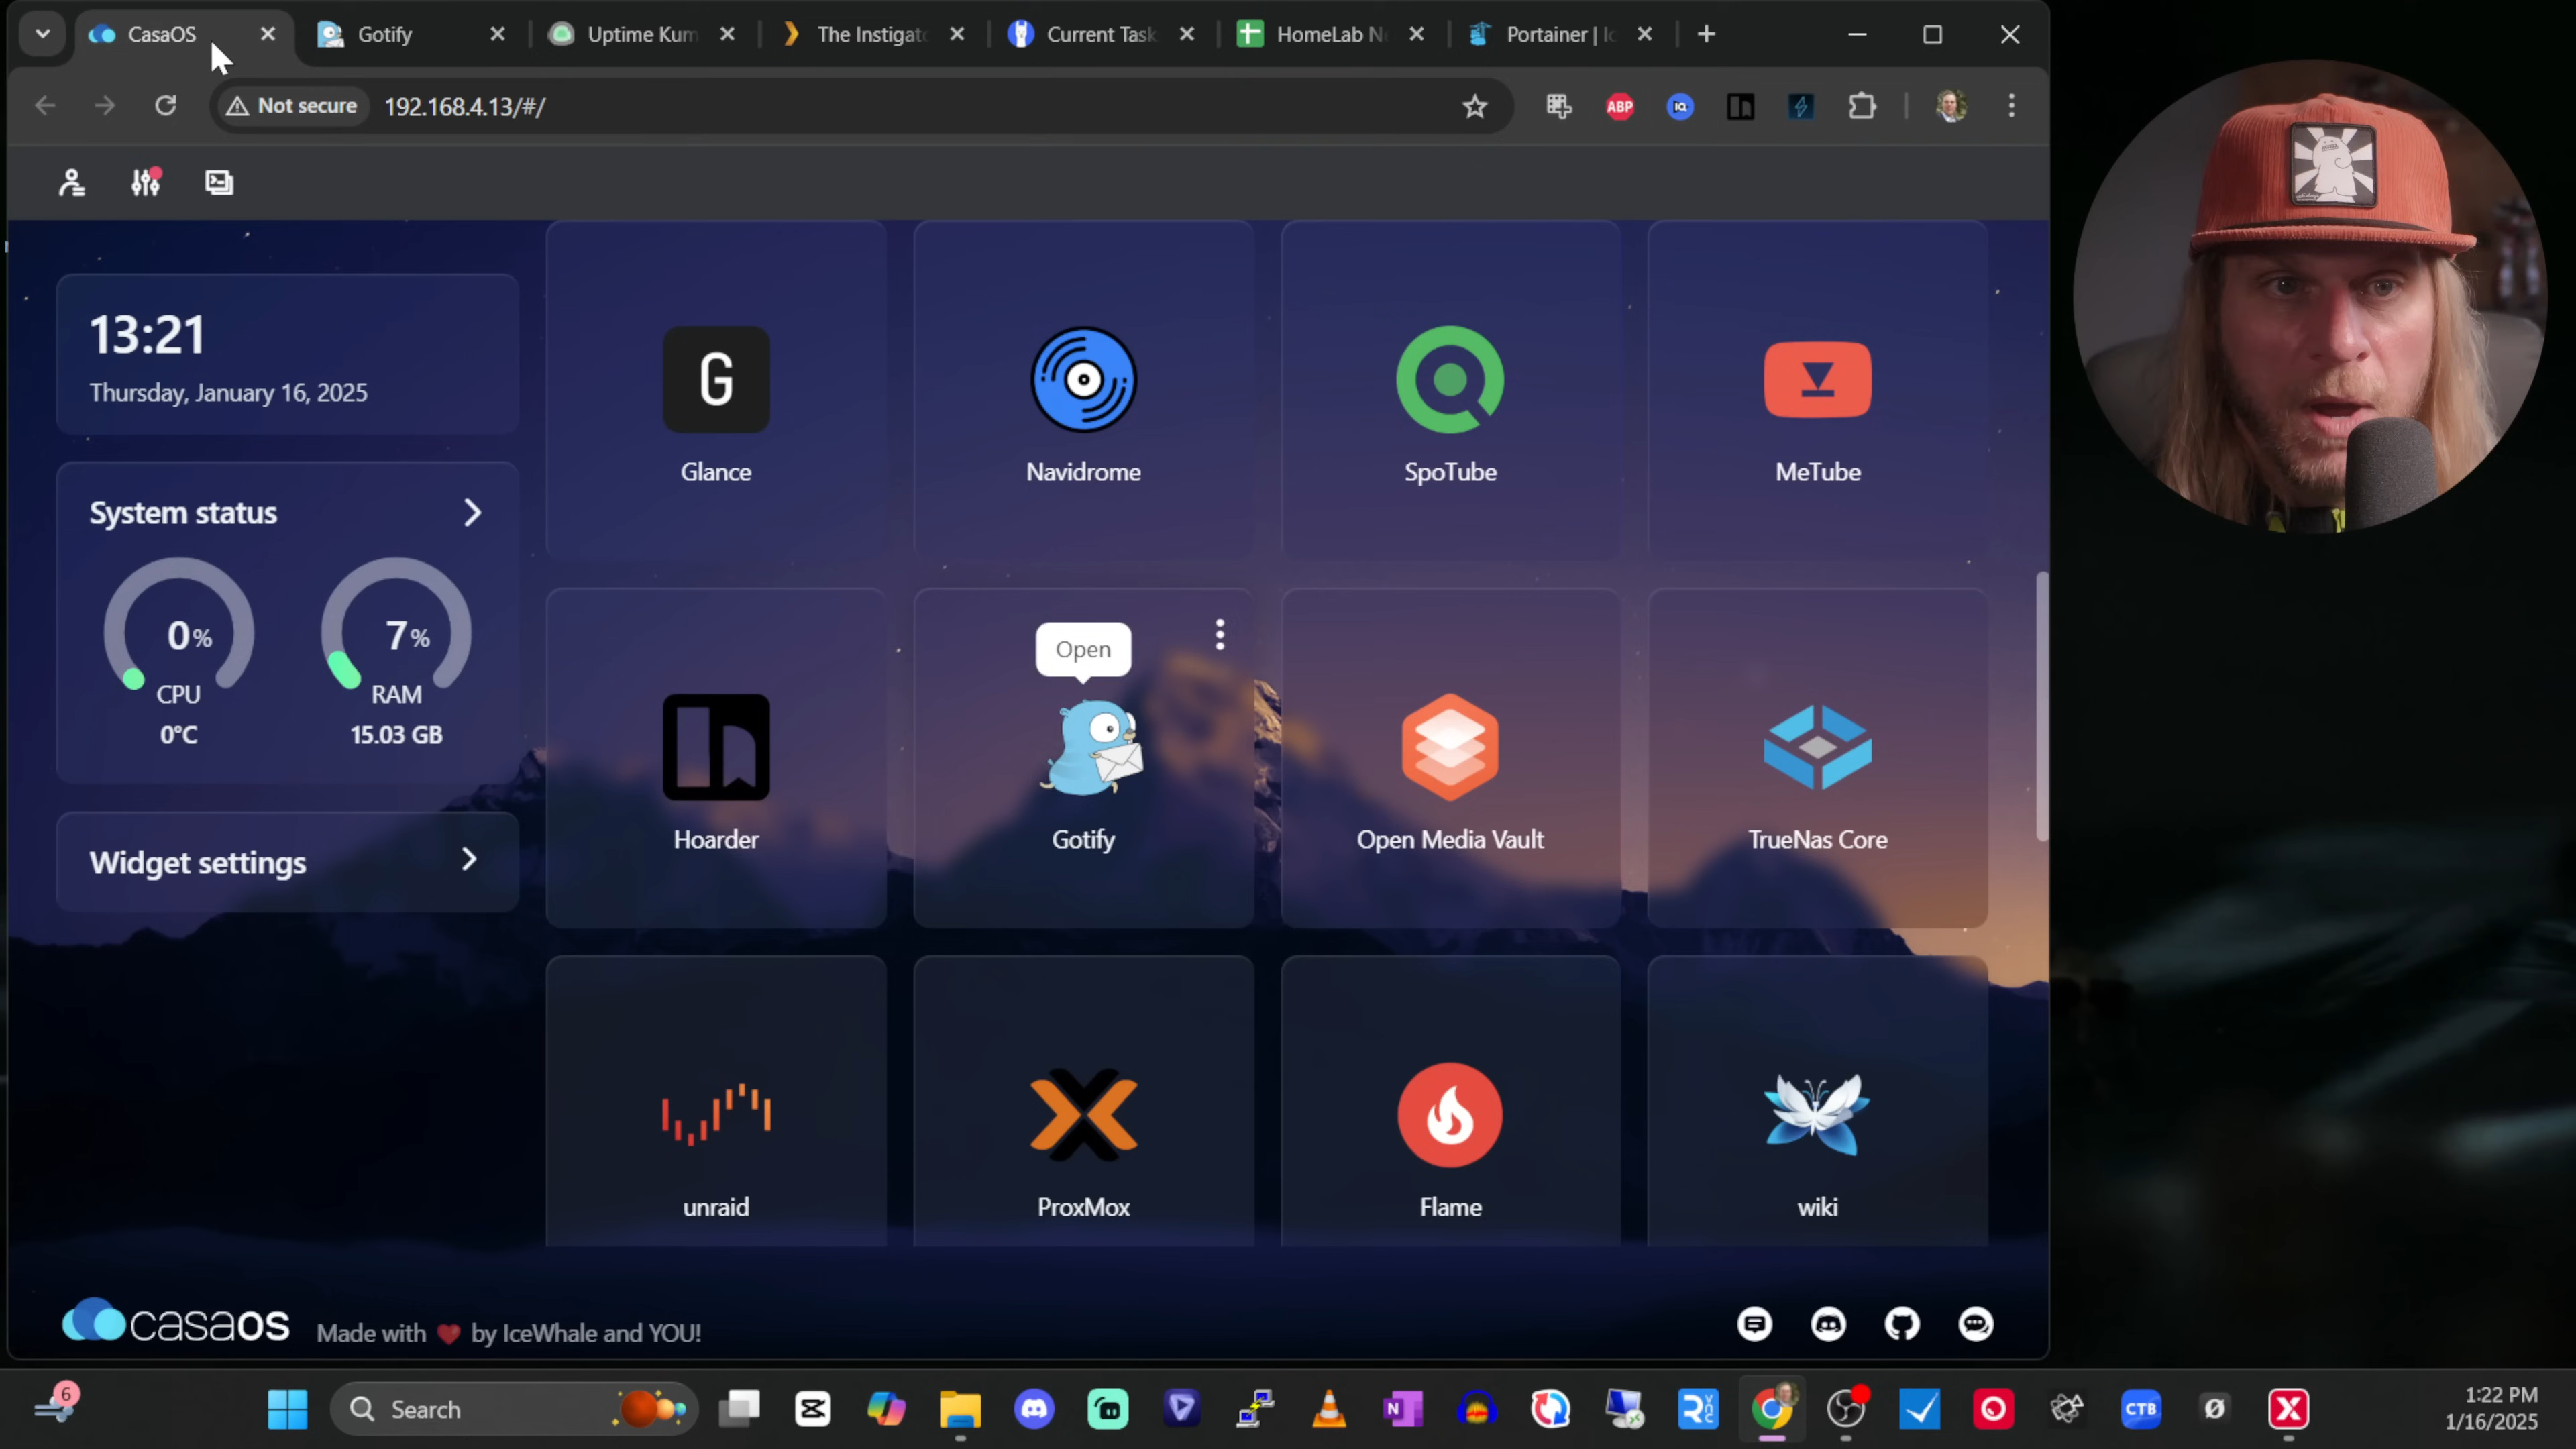 CasaOS
Gotify
Uptime Kum
The Instigat
Current Task
HomeLab N
Portainer | 
Not secure
192.168.4.13/#/
ABP
IQ
13:21
Thursday, January 16, 2025
System status
0%
CPU
0°C
7%
RAM
15.03 GB
Widget settings
G
Glance
Navidrome
SpoTube
MeTube
Hoarder
Open
Gotify
Open Media Vault
TrueNas Core
unraid
ProxMox
Flame
wiki
casaOS
Made with ❤ by IceWhale and YOU!
6
Search
N
CTB
1:22 PM
1/16/2025